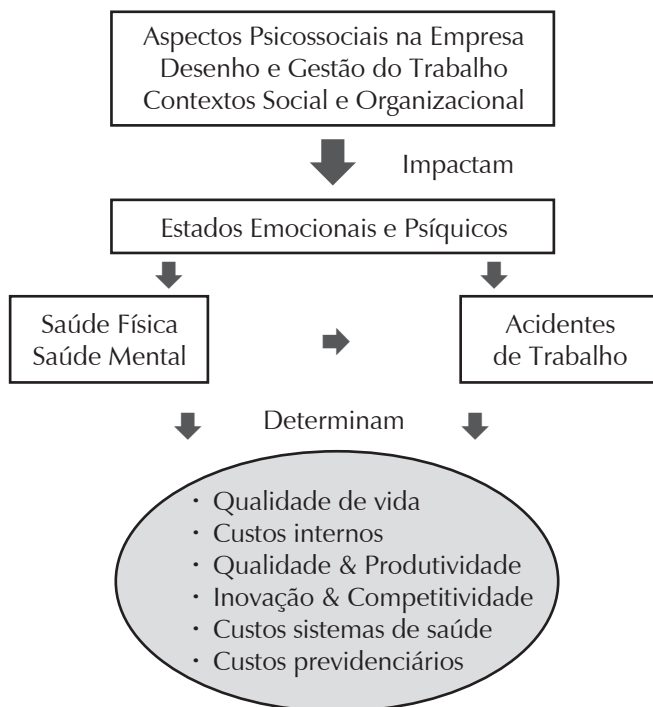 Aspectos Psicossociais na Empresa
Desenho e Gestão do Trabalho
Contextos Social e Organizacional
Impactam
Estados Emocionais e Psíquicos
Saúde Física
Saúde Mental
Acidentes
de Trabalho
Determinam
· Qualidade de vida
· Custos internos
· Qualidade & Produtividade
· Inovação & Competitividade
· Custos sistemas de saúde
· Custos previdenciários